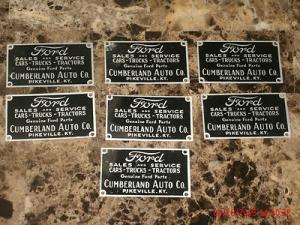 Ford
SALES AND SERVICE
CARS-TRUCKS-TRACTORS
Genuine Ford Parts
CUMBERLAND AUTO CO.
PIKEVILLE, KY.
Ford
SALES AND SERVICE
CARS-TRUCKS-TRACTORS
Genuine Ford Parts
CUMBERLAND AUTO CO.
PIKEVILLE, KY.
Ford
SALES AND SERVICE
CARS-TRUCKS-TRACTORS
Genuine Ford Parts
CUMBERLAND AUTO CO.
PIKEVILLE, KY.
Ford
SALES AND SERVICE
CARS-TRUCKS-TRACTORS
Genuine Ford Parts
CUMBERLAND AUTO CO.
PIKEVILLE, KY.
Ford
SALES AND SERVICE
CARS-TRUCKS-TRACTORS
Genuine Ford Parts
CUMBERLAND AUTO CO.
PIKEVILLE, KY.
Ford
SALES AND SERVICE
CARS-TRUCKS-TRACTORS
Genuine Ford Parts
CUMBERLAND AUTO CO.
PIKEVILLE, KY.
Ford
SALES AND SERVICE
CARS-TRUCKS-TRACTORS
Genuine Ford Parts
CUMBERLAND AUTO CO.
PIKEVILLE, KY.